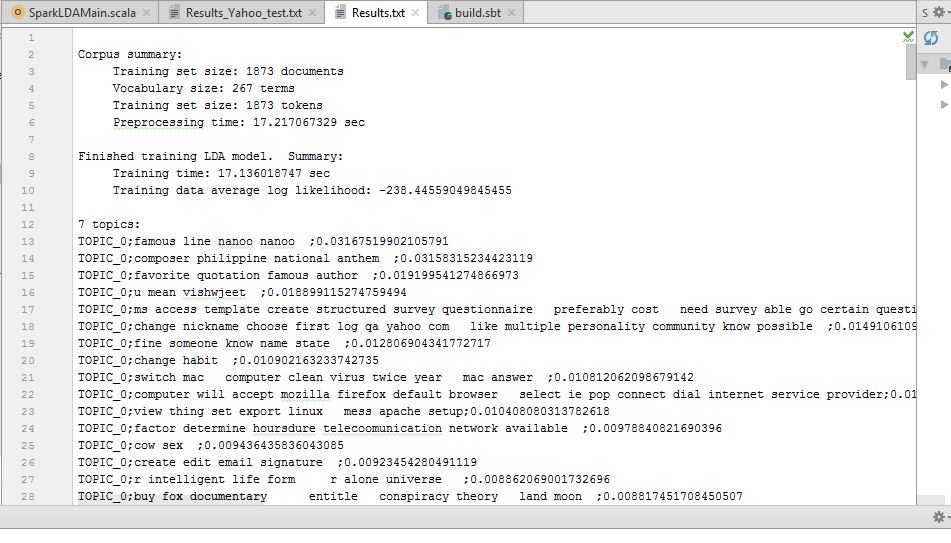 SparkLDAMain.scala Results_Yahoo_test.txt Results.txt build.sbt S
1
2 Corpus summary:
3 Training set size: 1873 documents
4 Vocabulary size: 267 terms
5 Training set size: 1873 tokens
6 Preprocessing time: 17.217067329 sec
7
8 Finished training LDA model.  Summary:
9 Training time: 17.136018747 sec
10 Training data average log likelihood: -238.44559049845455
11
12 7 topics:
13 TOPIC_0;famous line nanoo nanoo  ;0.03167519902105791
14 TOPIC_0;composer philippine national anthem  ;0.03158315234423119
15 TOPIC_0;favorite quotation famous author  ;0.019199541274866973
16 TOPIC_0;u mean vishwjeet  ;0.018899115274759494
17 TOPIC_0;ms access template create structured survey questionnaire   preferably cost   need survey able go certain questi
18 TOPIC_0;change nickname choose first log qa yahoo com   like multiple personality community know possible  ;0.0149106109
19 TOPIC_0;fine someone know name state  ;0.012806904341772717
20 TOPIC_0;change habit  ;0.010902163233742735
21 TOPIC_0;switch mac   computer clean virus twice year   mac answer  ;0.010812062098679142
22 TOPIC_0;computer will accept mozilla firefox default browser   select ie pop connect dial internet service provider;0.01
23 TOPIC_0;view thing set export linux   mess apache setup;0.010408080313782618
24 TOPIC_0;factor determine hoursdure telecoomunication network available  ;0.00978840821690396
25 TOPIC_0;cow sex  ;0.009436435836043085
26 TOPIC_0;create edit email signature  ;0.00923454280491119
27 TOPIC_0;r intelligent life form     r alone universe  ;0.008862069001732696
28 TOPIC_0;buy fox documentary      entitle   conspiracy theory   land moon  ;0.008817451708450507